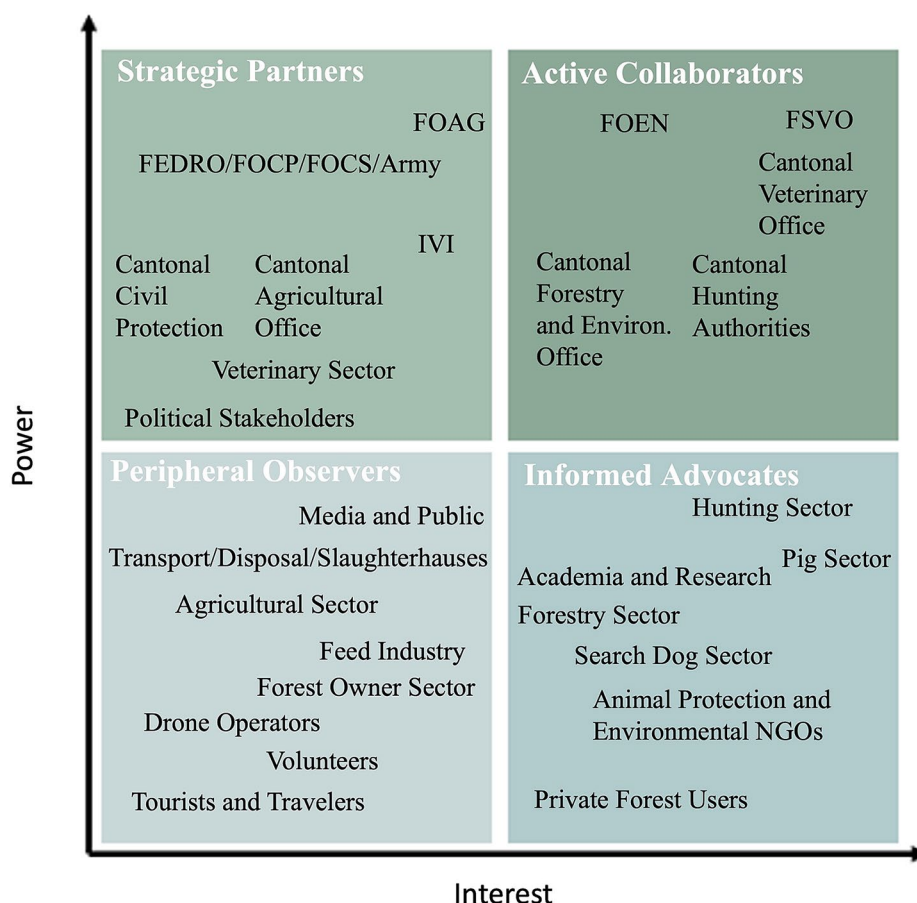 Strategic Partners
FOAG
FEDRO/FOCP/FOCS/Army
IVI
Cantonal
Civil
Protection
Cantonal
Agricultural
Office
Veterinary Sector
Political Stakeholders
Active Collaborators
FOEN
FSVO
Cantonal
Veterinary
Office
Cantonal
Forestry
and Environ.
Office
Cantonal
Hunting
Authorities
Power
Peripheral Observers
Media and Public
Transport/Disposal/Slaughterhouses
Agricultural Sector
Feed Industry
Forest Owner Sector
Drone Operators
Volunteers
Tourists and Travelers
Informed Advocates
Hunting Sector
Pig Sector
Academia and Research
Forestry Sector
Search Dog Sector
Animal Protection and
Environmental NGOs
Private Forest Users
Interest